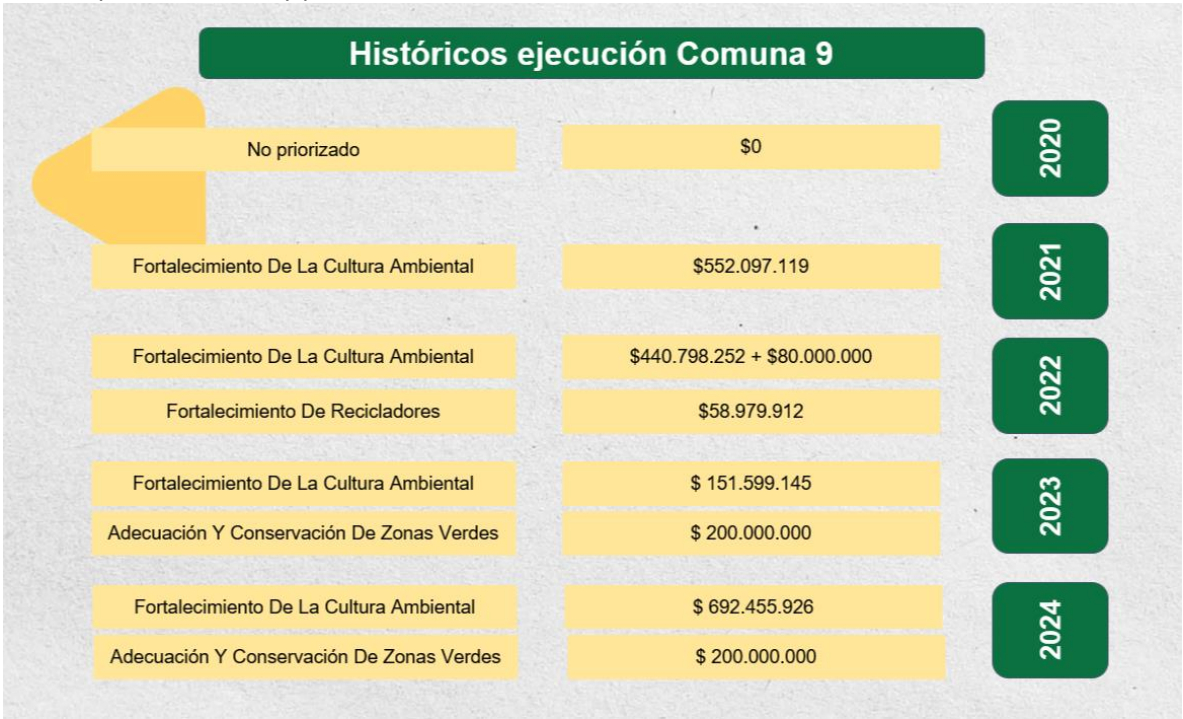 Históricos ejecución Comuna 9
No priorizado
$0
2020
Fortalecimiento De La Cultura Ambiental
$552.097.119
2021
Fortalecimiento De La Cultura Ambiental
$440.798.252 + $80.000.000
Fortalecimiento De Recicladores
$58.979.912
2022
Fortalecimiento De La Cultura Ambiental
$ 151.599.145
Adecuación Y Conservación De Zonas Verdes
$ 200.000.000
2023
Fortalecimiento De La Cultura Ambiental
$ 692.455.926
Adecuación Y Conservación De Zonas Verdes
$ 200.000.000
2024